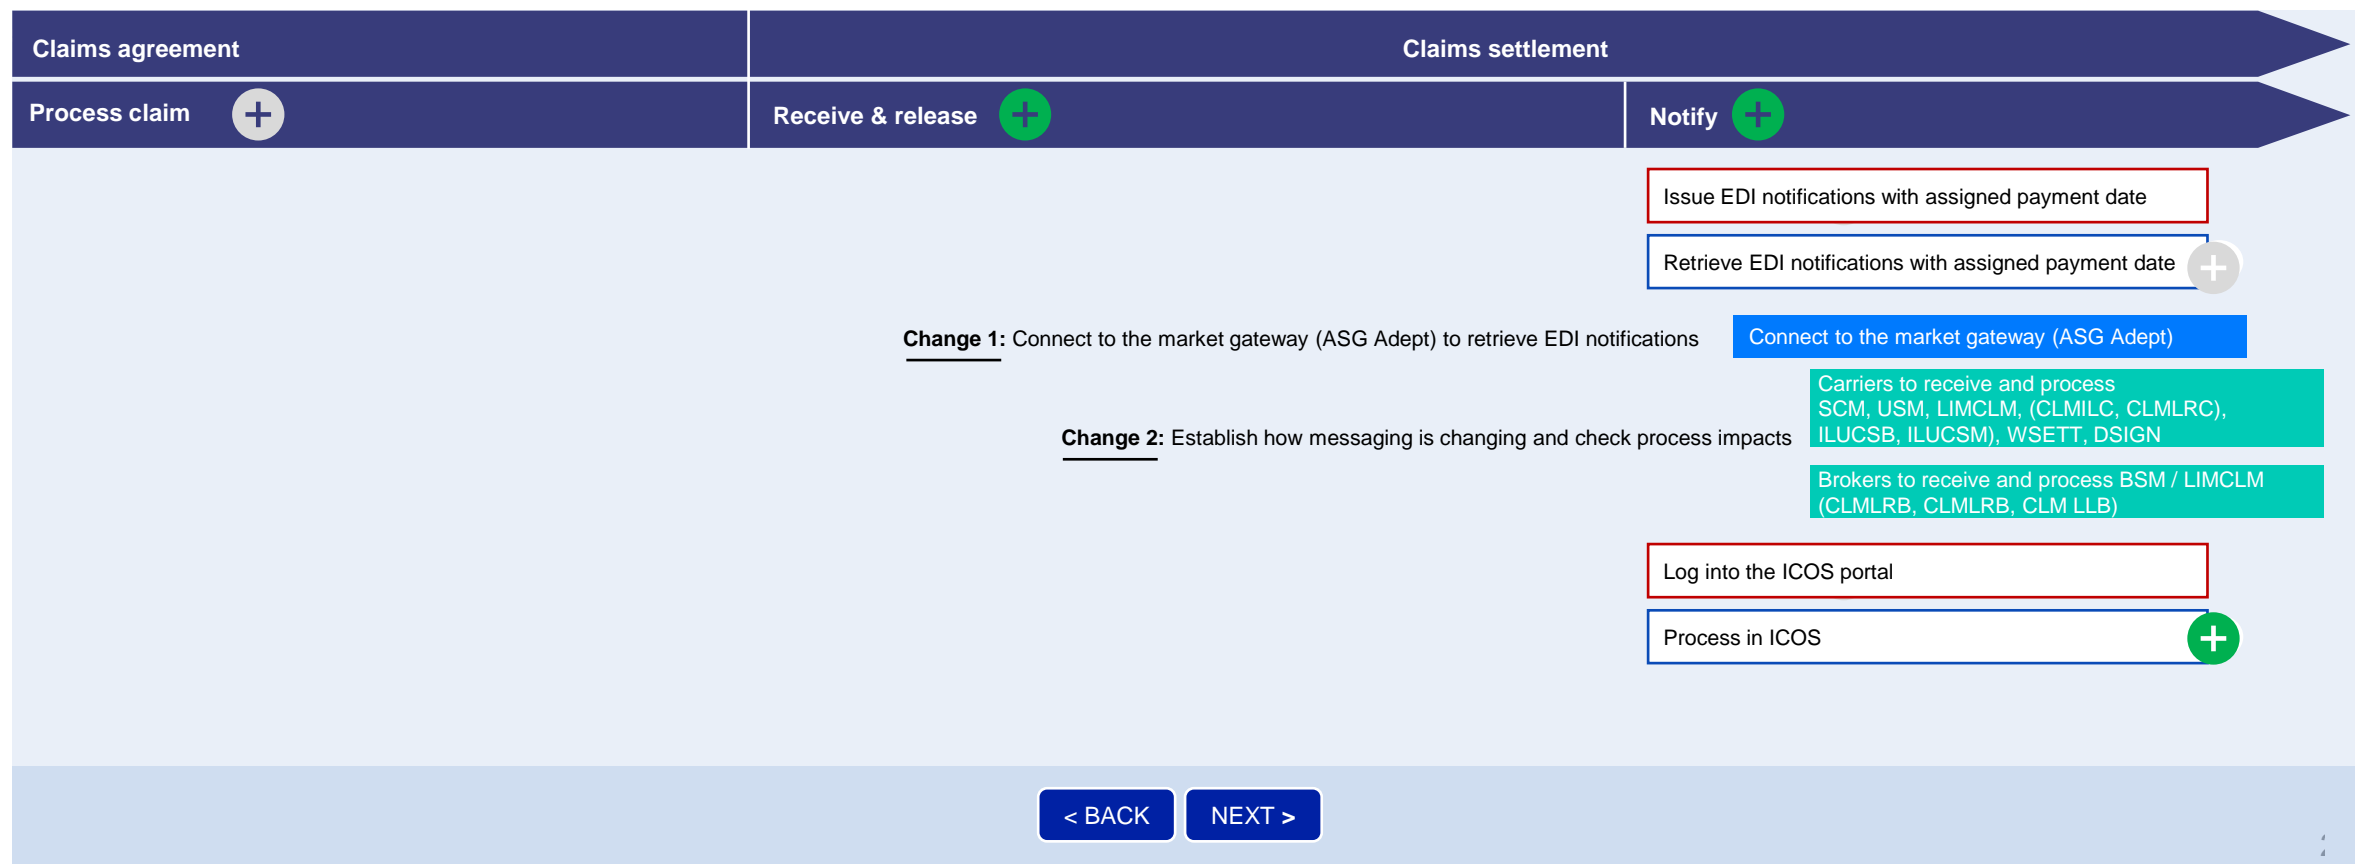 Claims agreement
Claims settlement
Process claim
Receive & release
Notify
Issue EDI notifications with assigned payment date
Retrieve EDI notifications with assigned payment date
Change 1: Connect to the market gateway (ASG Adept) to retrieve EDI notifications
Connect to the market gateway (ASG Adept)
Carriers to receive and process
SCM, USM, LIMCLM, (CLMILC, CLMLRC),
ILUCSB, ILUCSM), WSETT, DSIGN
Change 2: Establish how messaging is changing and check process impacts
Brokers to receive and process BSM / LIMCLM
(CLMLRB, CLMLRB, CLM LLB)
Log into the ICOS portal
Process in ICOS
< BACK
NEXT >